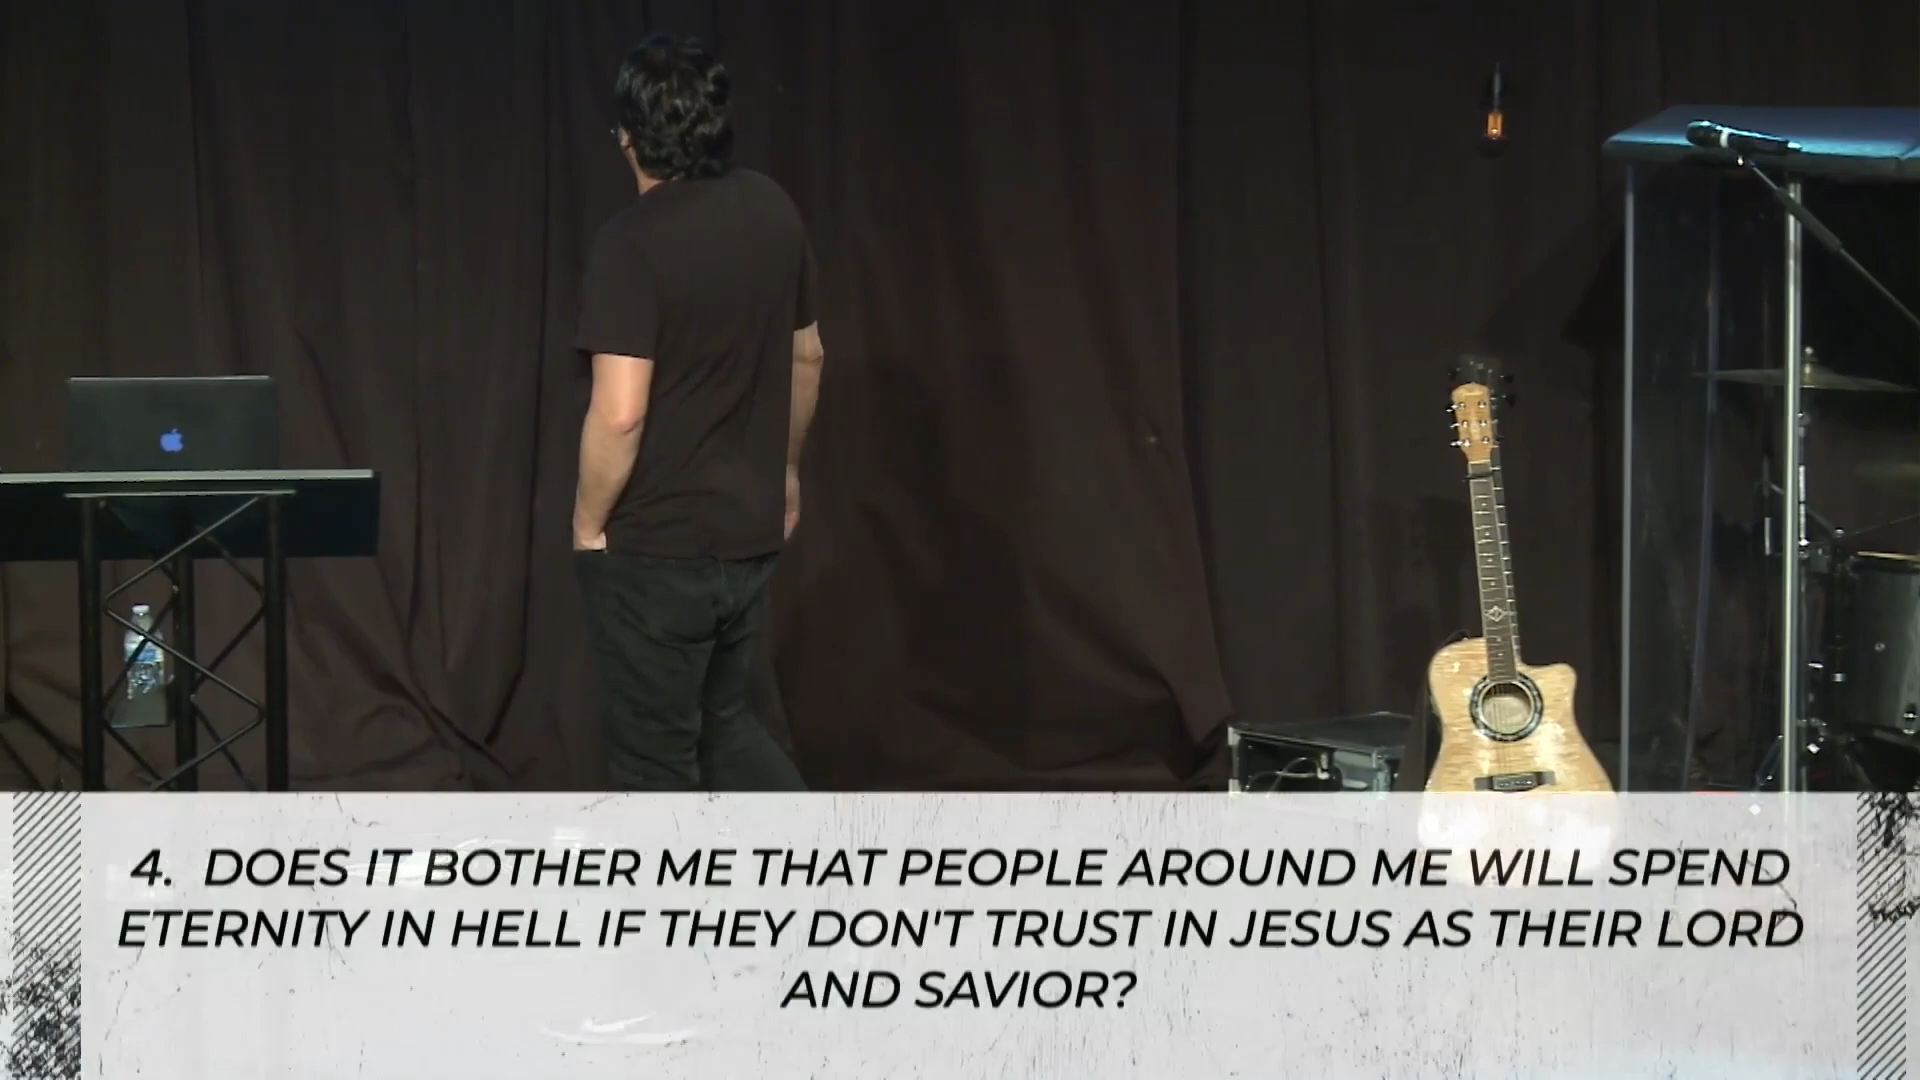 4. DOES IT BOTHER ME THAT PEOPLE AROUND ME WILL SPEND
ETERNITY IN HELL IF THEY DON'T TRUST IN JESUS AS THEIR LORD
AND SAVIOR?